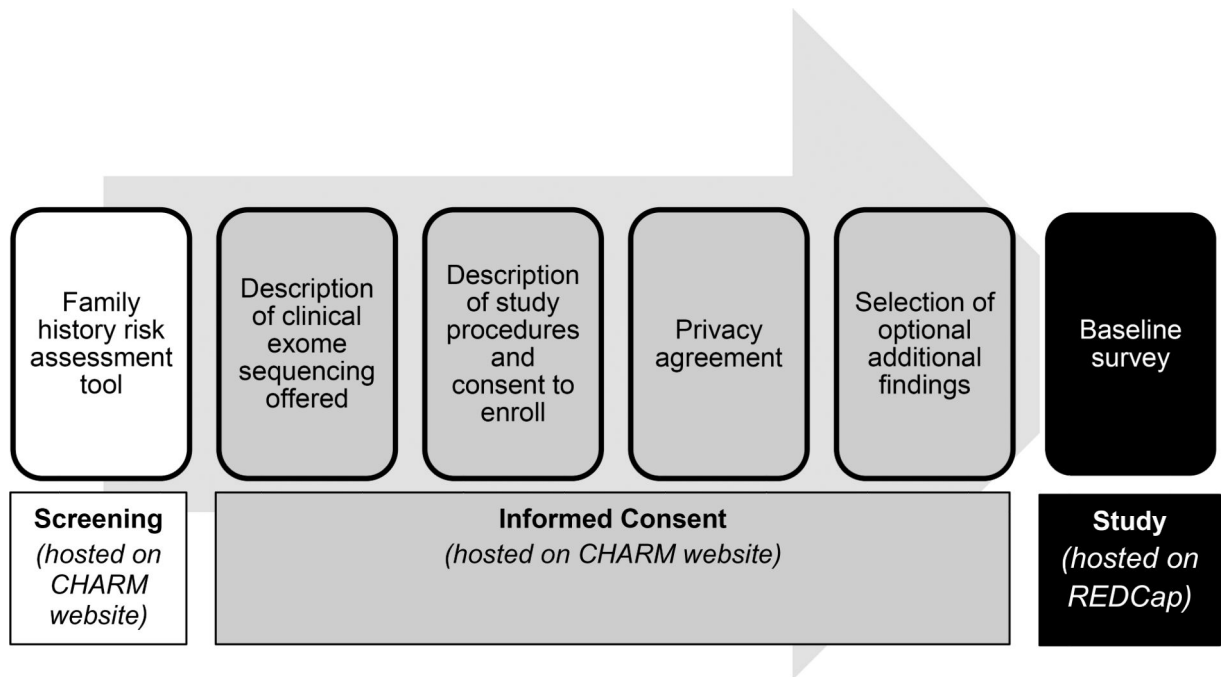 Family
history risk
assessment
tool
Description
of clinical
exome
sequencing
offered
Description
of study
procedures
and
consent to
enroll
Privacy
agreement
Selection of
optional
additional
findings
Baseline
survey
Screening
(hosted on
CHARM
website)
Informed Consent
(hosted on CHARM website)
Study
(hosted on
REDCap)